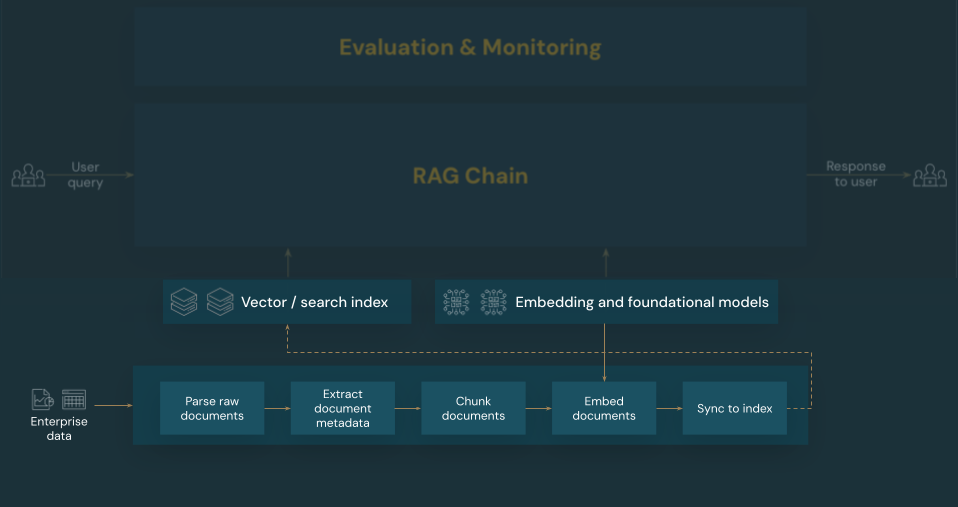 Evaluation & Monitoring
RAG Chain
User
query
Response
to user
Vector / search index
Embedding and foundational models
Enterprise
data
Parse raw
documents
Extract
document
metadata
Chunk
documents
Embed
documents
Sync to index